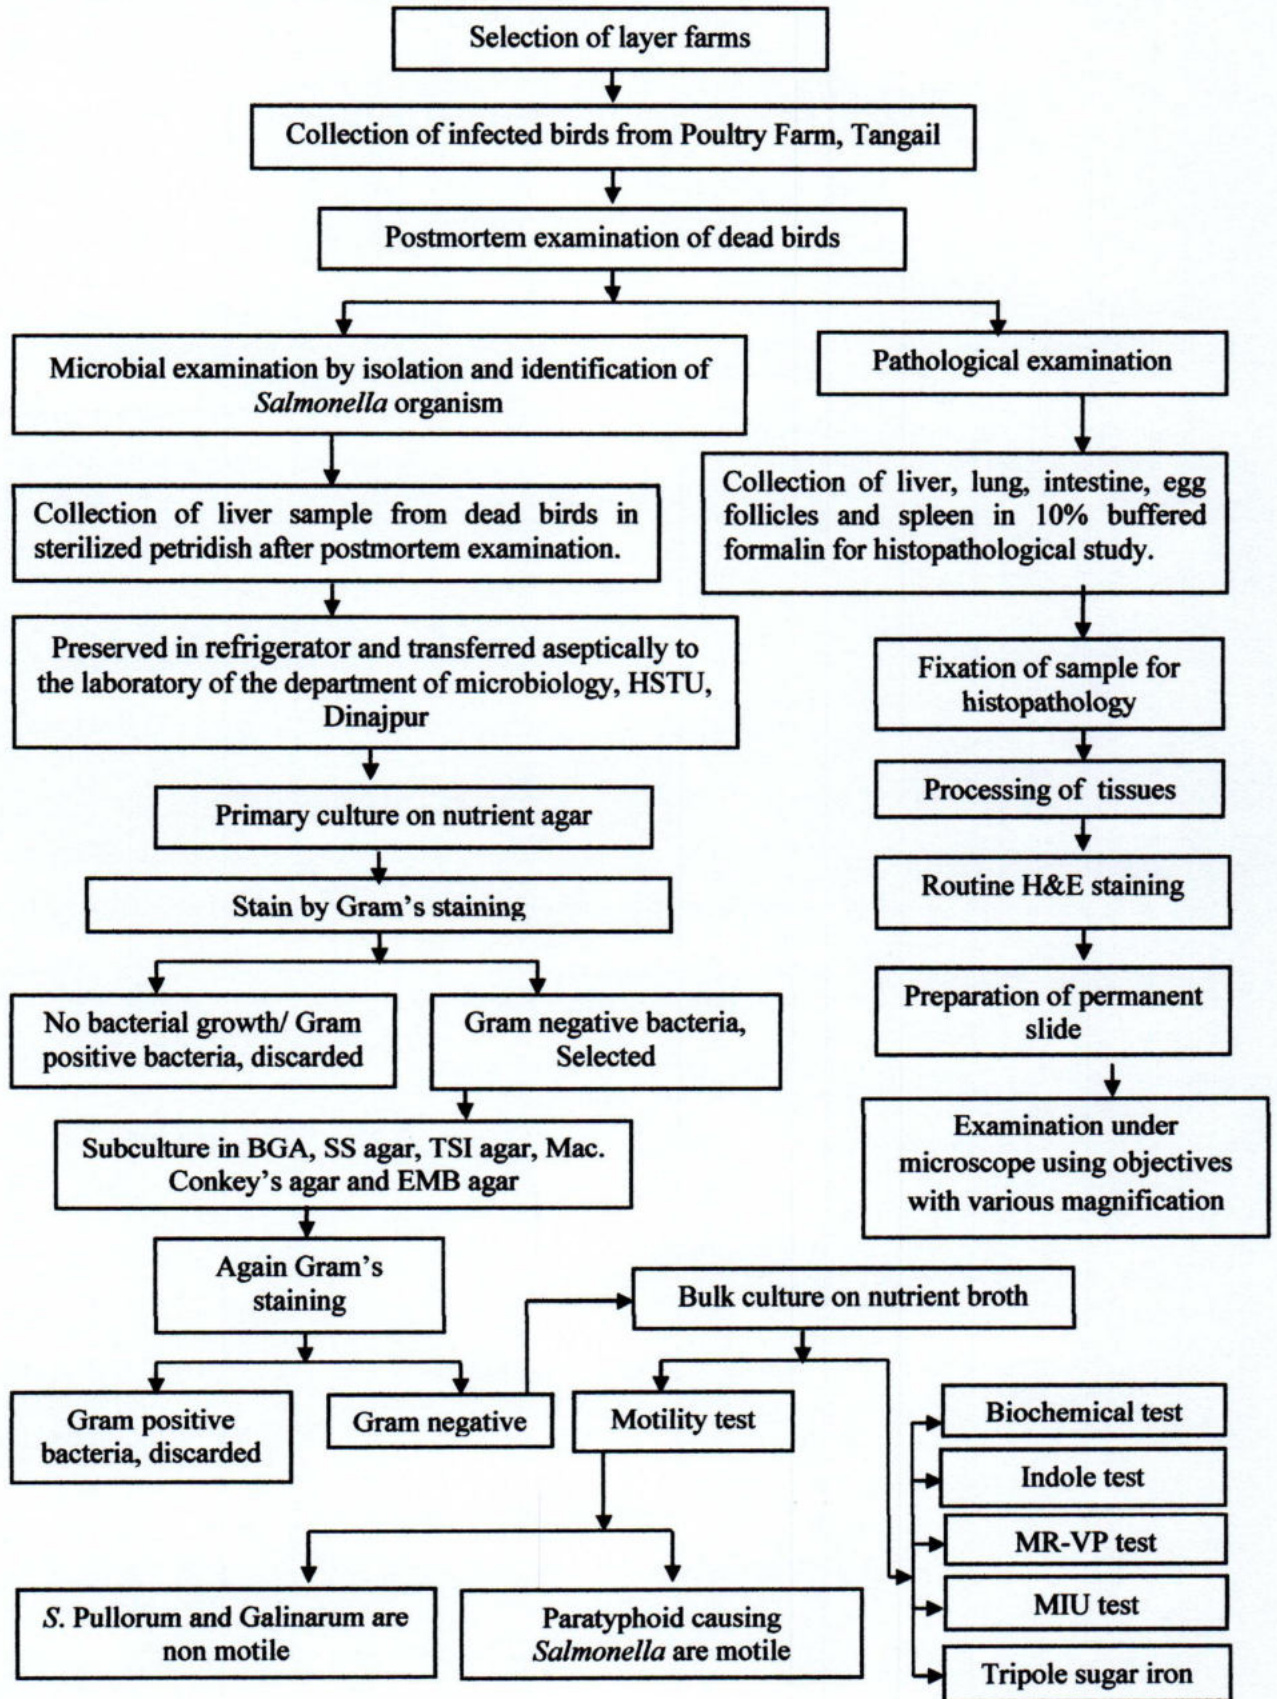 Selection of layer farms
Collection of infected birds from Poultry Farm, Tangail
Postmortem examination of dead birds
Microbial examination by isolation and identification of
Salmonella organism
Pathological examination
Collection of liver sample from dead birds in
sterilized petridish after postmortem examination.
Collection of liver, lung, intestine, egg
follicles and spleen in 10% buffered
formalin for histopathological study.
Preserved in refrigerator and transferred aseptically to
the laboratory of the department of microbiology, HSTU,
Dinajpur
Fixation of sample for
histopathology
Primary culture on nutrient agar
Processing of tissues
Stain by Gram's staining
Routine H&E staining
No bacterial growth/ Gram
positive bacteria, discarded
Gram negative bacteria,
Selected
Preparation of permanent
slide
Subculture in BGA, SS agar, TSI agar, Mac.
Conkey's agar and EMB agar
Examination under
microscope using objectives
with various magnification
Again Gram's
staining
Bulk culture on nutrient broth
Gram positive
bacteria, discarded
Gram negative
Motility test
Biochemical test
Indole test
MR-VP test
MIU test
Tripole sugar iron
S. Pullorum and Galinarum are
non motile
Paratyphoid causing
Salmonella are motile